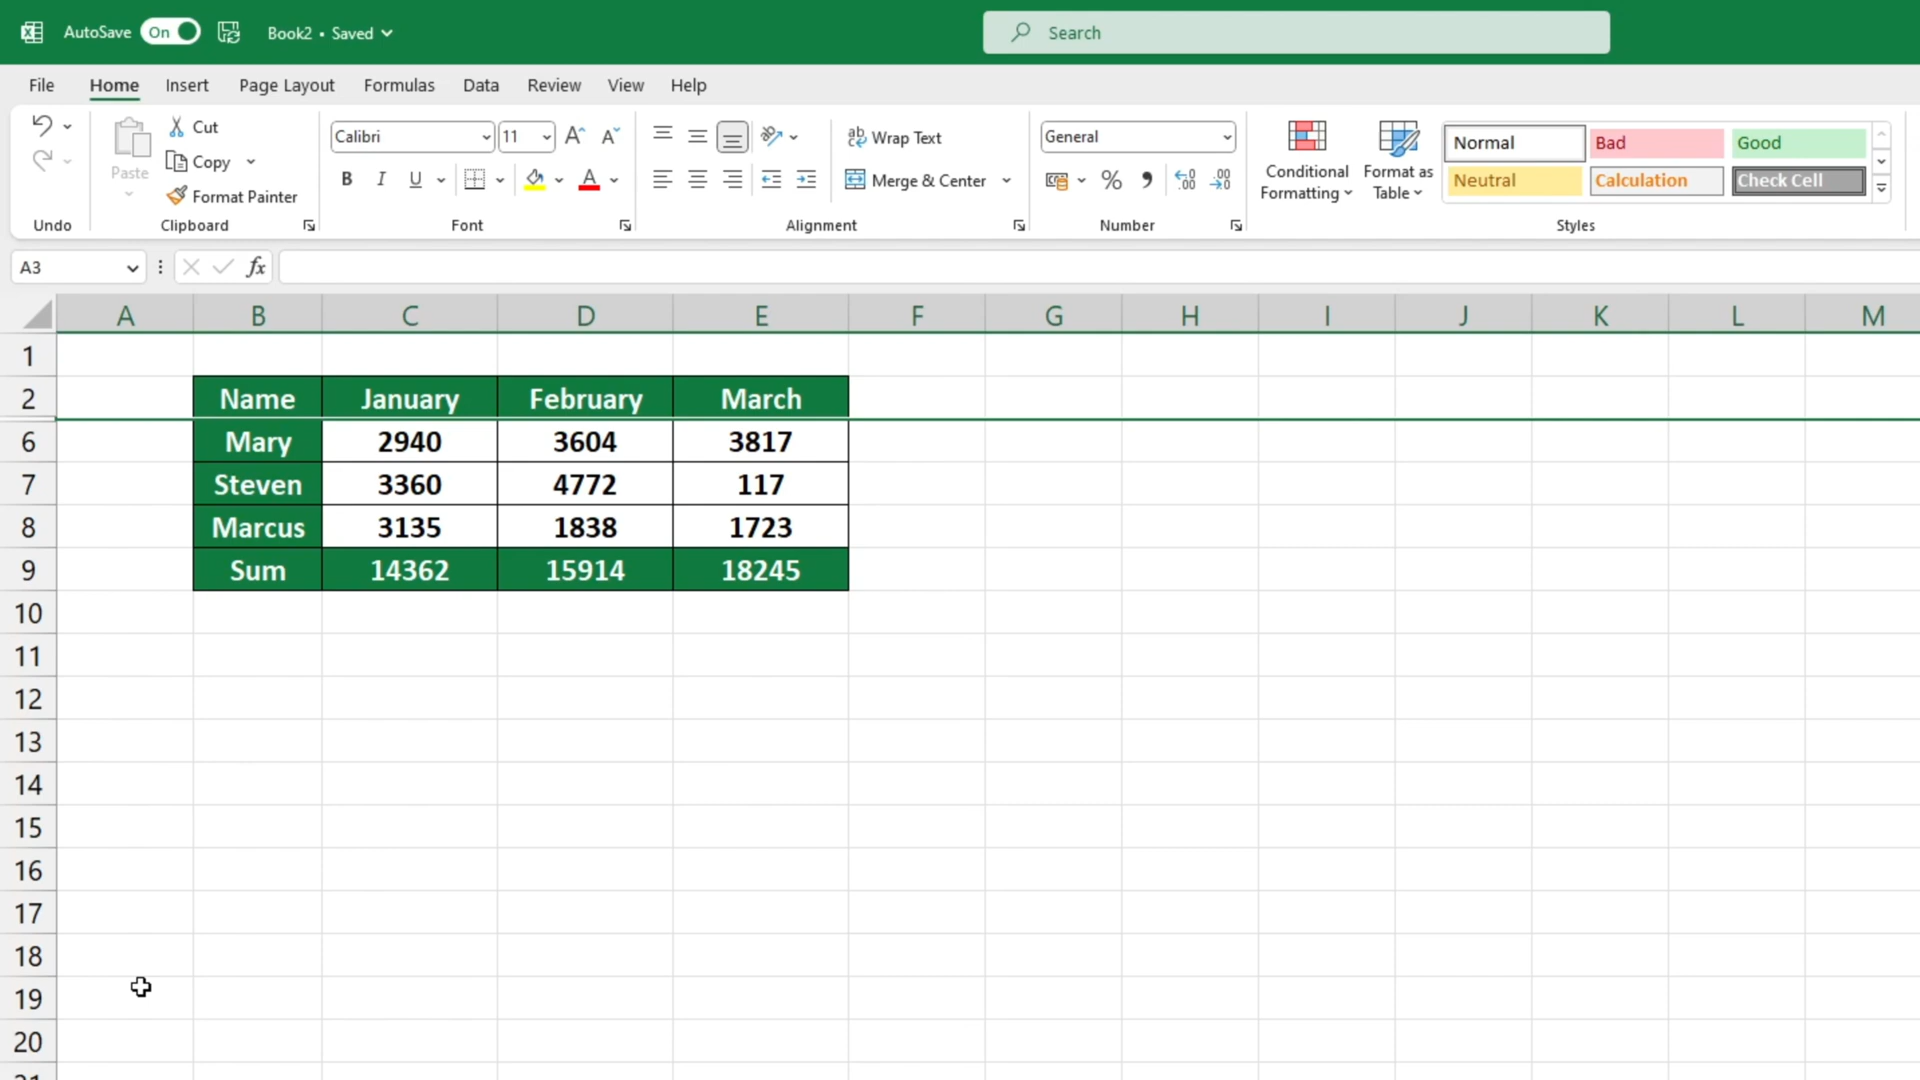 AutoSave On Book2 • Saved Search
File Home Insert Page Layout Formulas Data Review View Help
Paste Cut Copy Format Painter
Calibri 11
B I U A
ab Wrap Text
Merge & Center
General
Conditional Formatting
Format as Table
Normal Bad Good
Neutral Calculation Check Cell
Undo Clipboard Font Alignment Number Styles
A3 fx
A B C D E F G H I J K L M
1
2 Name January February March
6 Mary 2940 3604 3817
7 Steven 3360 4772 117
8 Marcus 3135 1838 1723
9 Sum 14362 15914 18245
10
11
12
13
14
15
16
17
18
19
20